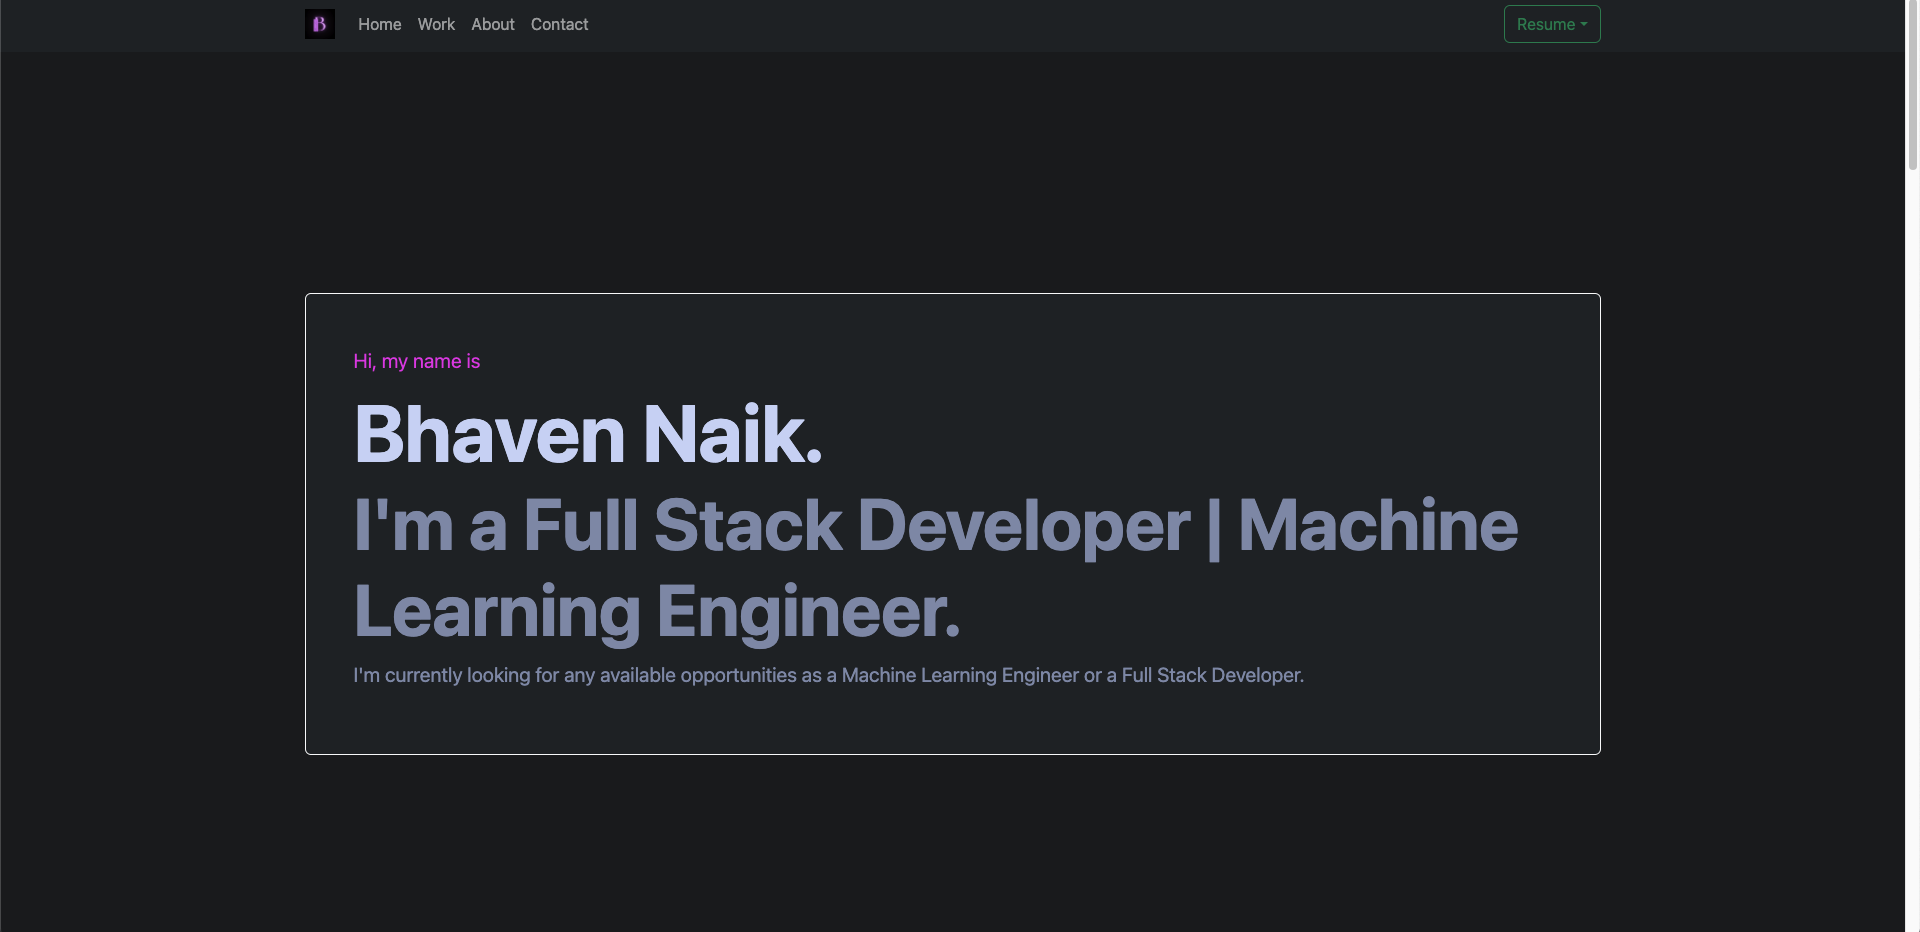 B
Home Work About Contact
Resume
Hi, my name is
Bhaven Naik.
I'm a Full Stack Developer | Machine
Learning Engineer.
I'm currently looking for any available opportunities as a Machine Learning Engineer or a Full Stack Developer.